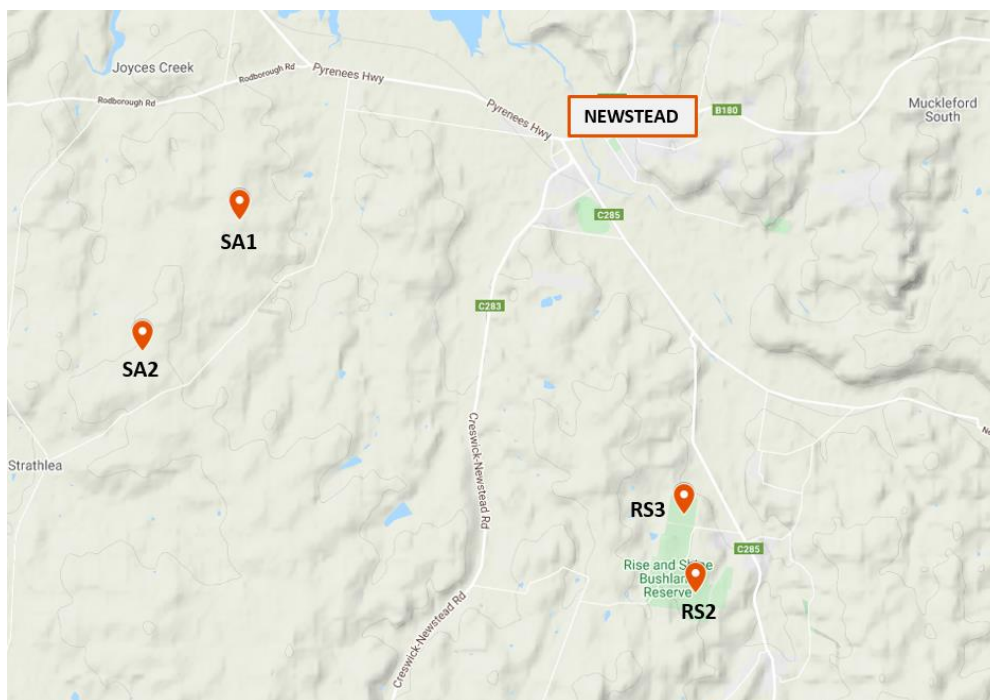 Joyces Creek
Rodborough Rd
Pyrenees Hwy
Rodborough Rd
Pyrenees Hwy
NEWSTEAD
B180
Muckleford
South
SA1
C285
C283
SA2
Creswick-Newstead Rd
Strathlea
RS3
C285
Rise and Shine
Bushland
Reserve
RS2
Creswick-Newstead Rd